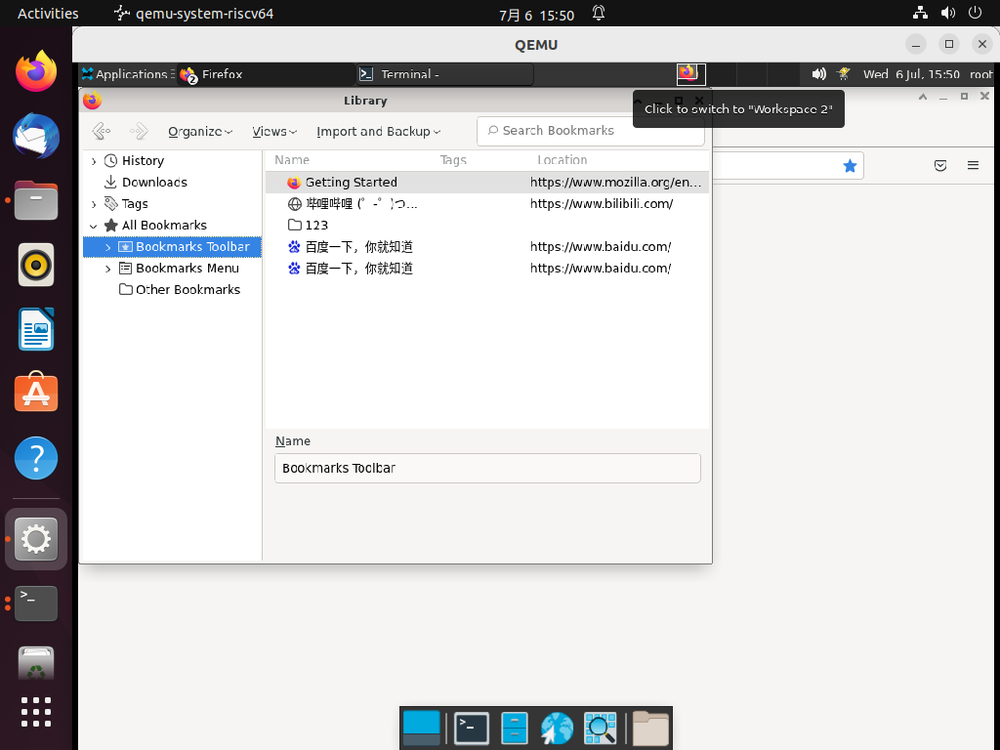 Activities qemu-system-riscv64 7月 6 15:50
QEMU
Applications Firefox Terminal - Wed 6 Jul, 15:50 root
2
Library
Click to switch to "Workspace 2"
Organize Views Import and Backup Search Bookmarks
History
Downloads
Tags
All Bookmarks
Bookmarks Toolbar
Bookmarks Menu
Other Bookmarks
Name Tags Location
Getting Started https://www.mozilla.org/en...
哔哩哔哩 (゜-゜)つ... https://www.bilibili.com/
123
百度一下，你就知道 https://www.baidu.com/
百度一下，你就知道 https://www.baidu.com/
Name
Bookmarks Toolbar